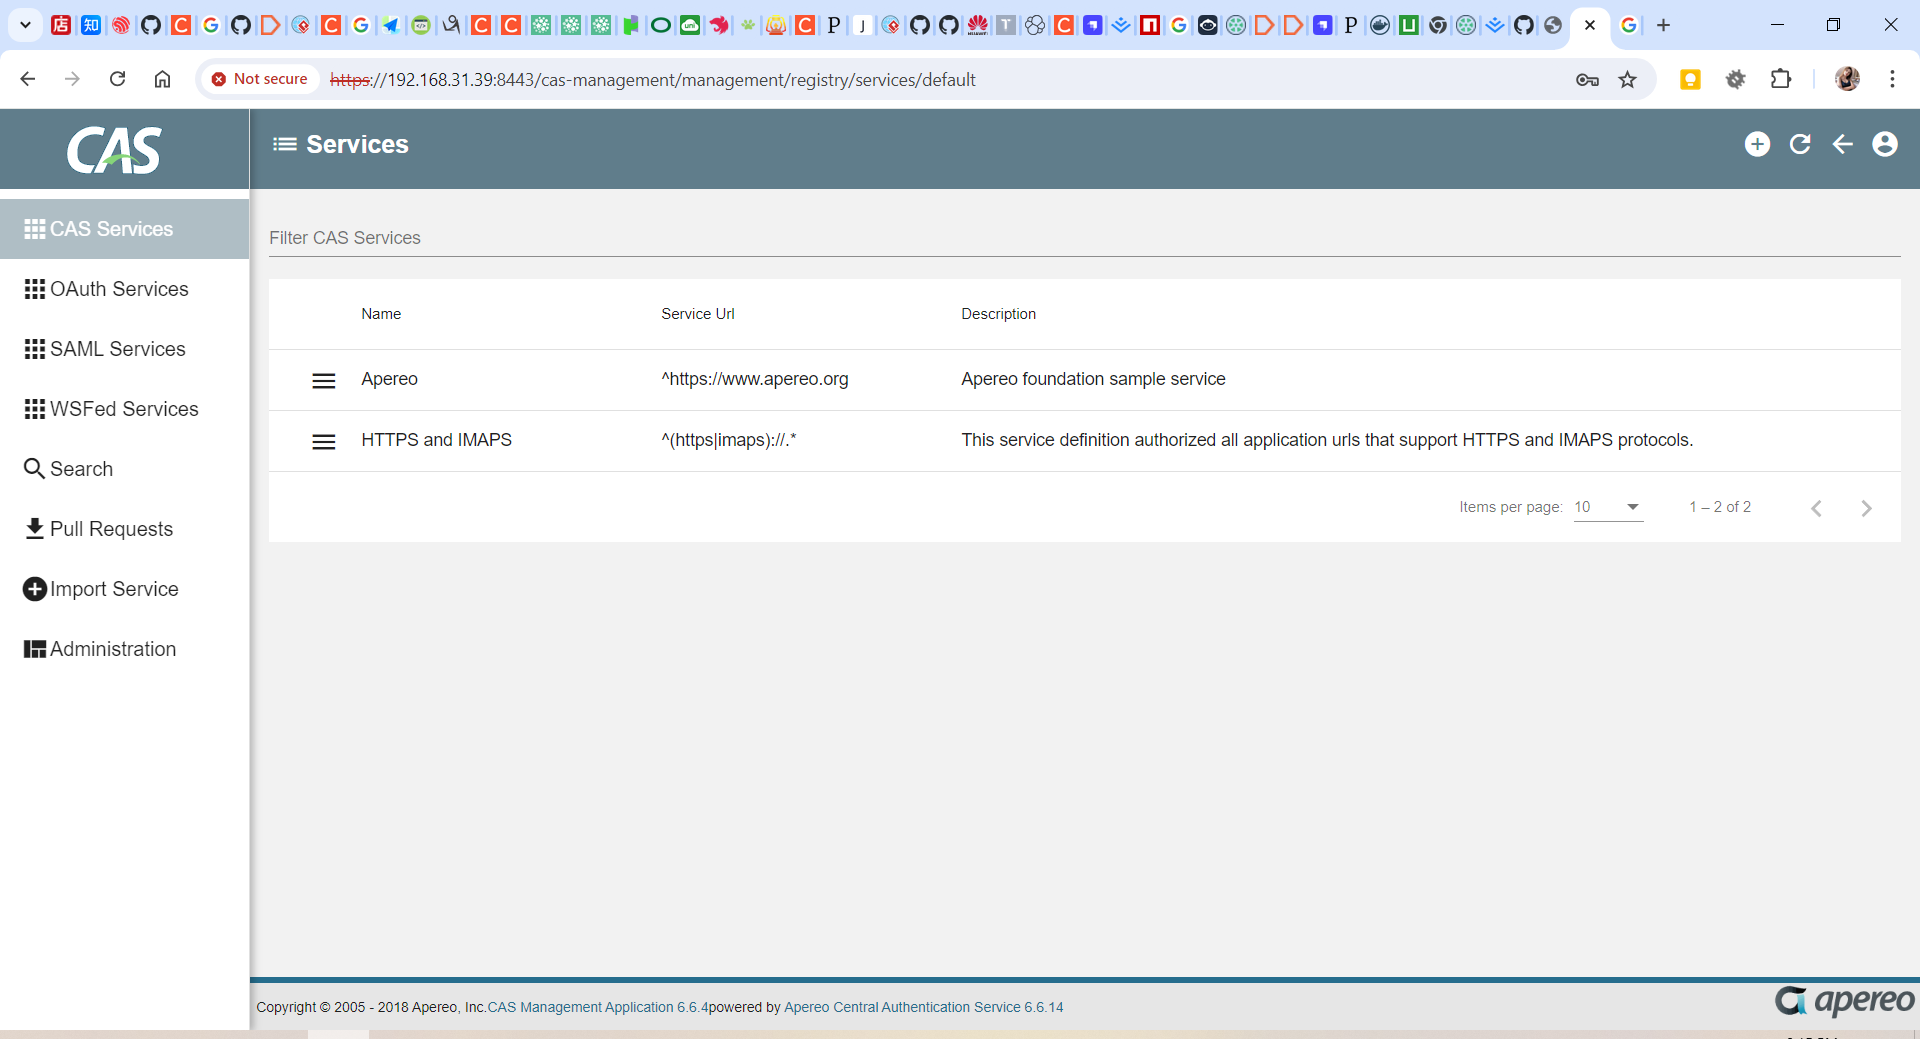 Not secure
https://192.168.31.39:8443/cas-management/management/registry/services/default
CAS
Services
CAS Services
OAuth Services
SAML Services
WSFed Services
Search
Pull Requests
Import Service
Administration
Filter CAS Services
Name Service Url Description
Apereo ^https://www.apereo.org Apereo foundation sample service
HTTPS and IMAPS ^(https|imaps)://.* This service definition authorized all application urls that support HTTPS and IMAPS protocols.
Items per page: 10 1 – 2 of 2
Copyright © 2005 - 2018 Apereo, Inc.CAS Management Application 6.6.4powered by Apereo Central Authentication Service 6.6.14
apereo